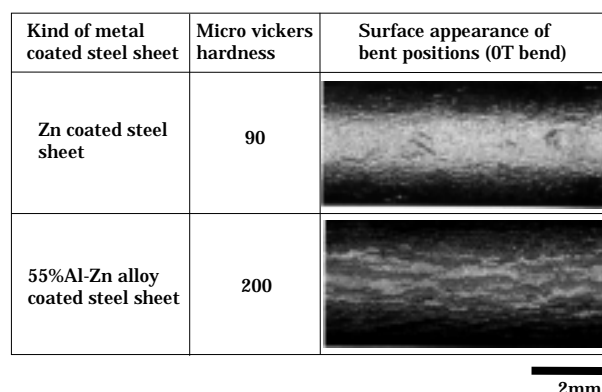 Kind of metal
coated steel sheet
Micro vickers
hardness
Surface appearance of
bent positions (0T bend)
Zn coated steel
sheet
90
55%Al-Zn alloy
coated steel sheet
200
2mm